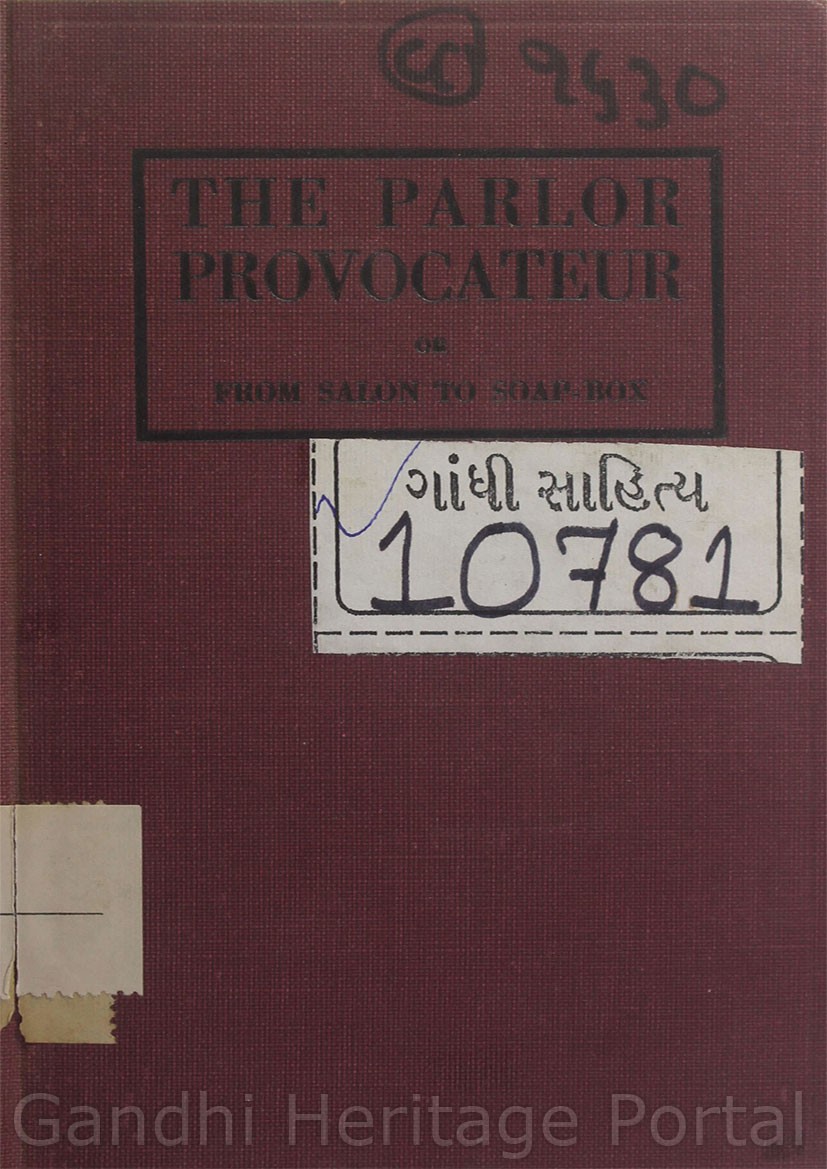 THE PARLOR
PROVOCATEUR
OR
FROM SALON TO SOAP-BOX
ગાંધી સાહિત્ય
10781
Gandhi Heritage Portal